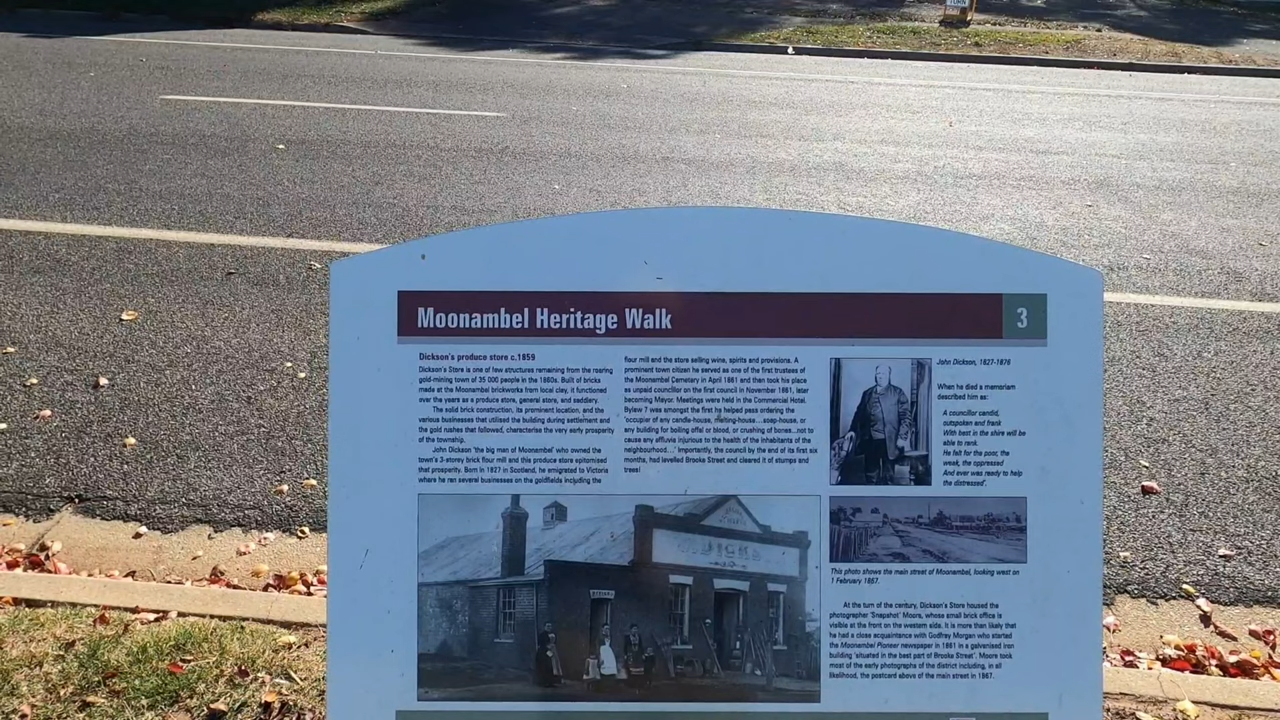 TURN
Moonambel Heritage Walk
3
Dickson's produce store c.1859
Dickson's Store is one of few structures remaining from the roaring
gold-mining town of 35 000 people in the 1860s. Built of bricks
made at the Moonambel brickworks from local clay, it functioned
over the years as a produce store, general store, and saddlery.
The solid brick construction, its prominent location, and the
various businesses that utilised the building during settlement and
the gold rushes that followed, characterise the very early prosperity
of the township.
John Dickson 'the big man of Moonambel' who owned the
town's 3-storey brick flour mill and this produce store epitomised
that prosperity. Born in 1827 in Scotland, he emigrated to Victoria
where he ran several businesses on the goldfields including the
flour mill and the store selling wine, spirits and provisions. A
prominent town citizen he served as one of the first trustees of
the Moonambel Cemetery in April 1861 and then took his place
as unpaid councillor on the first council in November 1861, later
becoming Mayor. Meetings were held in the Commercial Hotel.
Bylaw 7 was amongst the first he helped pass ordering the
'occupier of any candle-house, melting-house...soap-house, or
any building for boiling offal or blood, or crushing of bones...not to
cause any effluvia injurious to the health of the inhabitants of the
neighbourhood...' Importantly, the council by the end of its first six
months, had levelled Brooke Street and cleared it of stumps and
trees!
John Dickson, 1827-1876
When he died a memoriam
described him as:
A councillor candid,
outspoken and frank
With best in the shire will be
able to rank.
He felt for the poor, the
weak, the oppressed
And ever was ready to help
the distressed".
This photo shows the main street of Moonambel, looking west on
1 February 1867.
At the turn of the century, Dickson's Store housed the
photographer 'Snapshot' Moors, whose small brick office is
visible at the front on the western side. It is more than likely that
he had a close acquaintance with Godfrey Morgan who started
the Moonambel Pioneer newspaper in 1861 in a galvanised iron
building 'situated in the best part of Brooke Street'. Moore took
most of the early photographs of the district including, in all
likelihood, the postcard above of the main street in 1867.